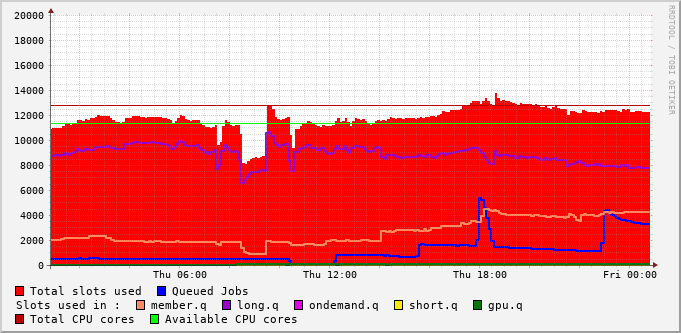 20000
18000
16000
14000
12000
10000
8000
6000
4000
2000
0
Thu 06:00 Thu 12:00 Thu 18:00 Fri 00:00
RRDTOOL / TOBI OETIKER
Total slots used Queued Jobs
Slots used in : member.q long.q ondemand.q short.q gpu.q
Total CPU cores Available CPU cores